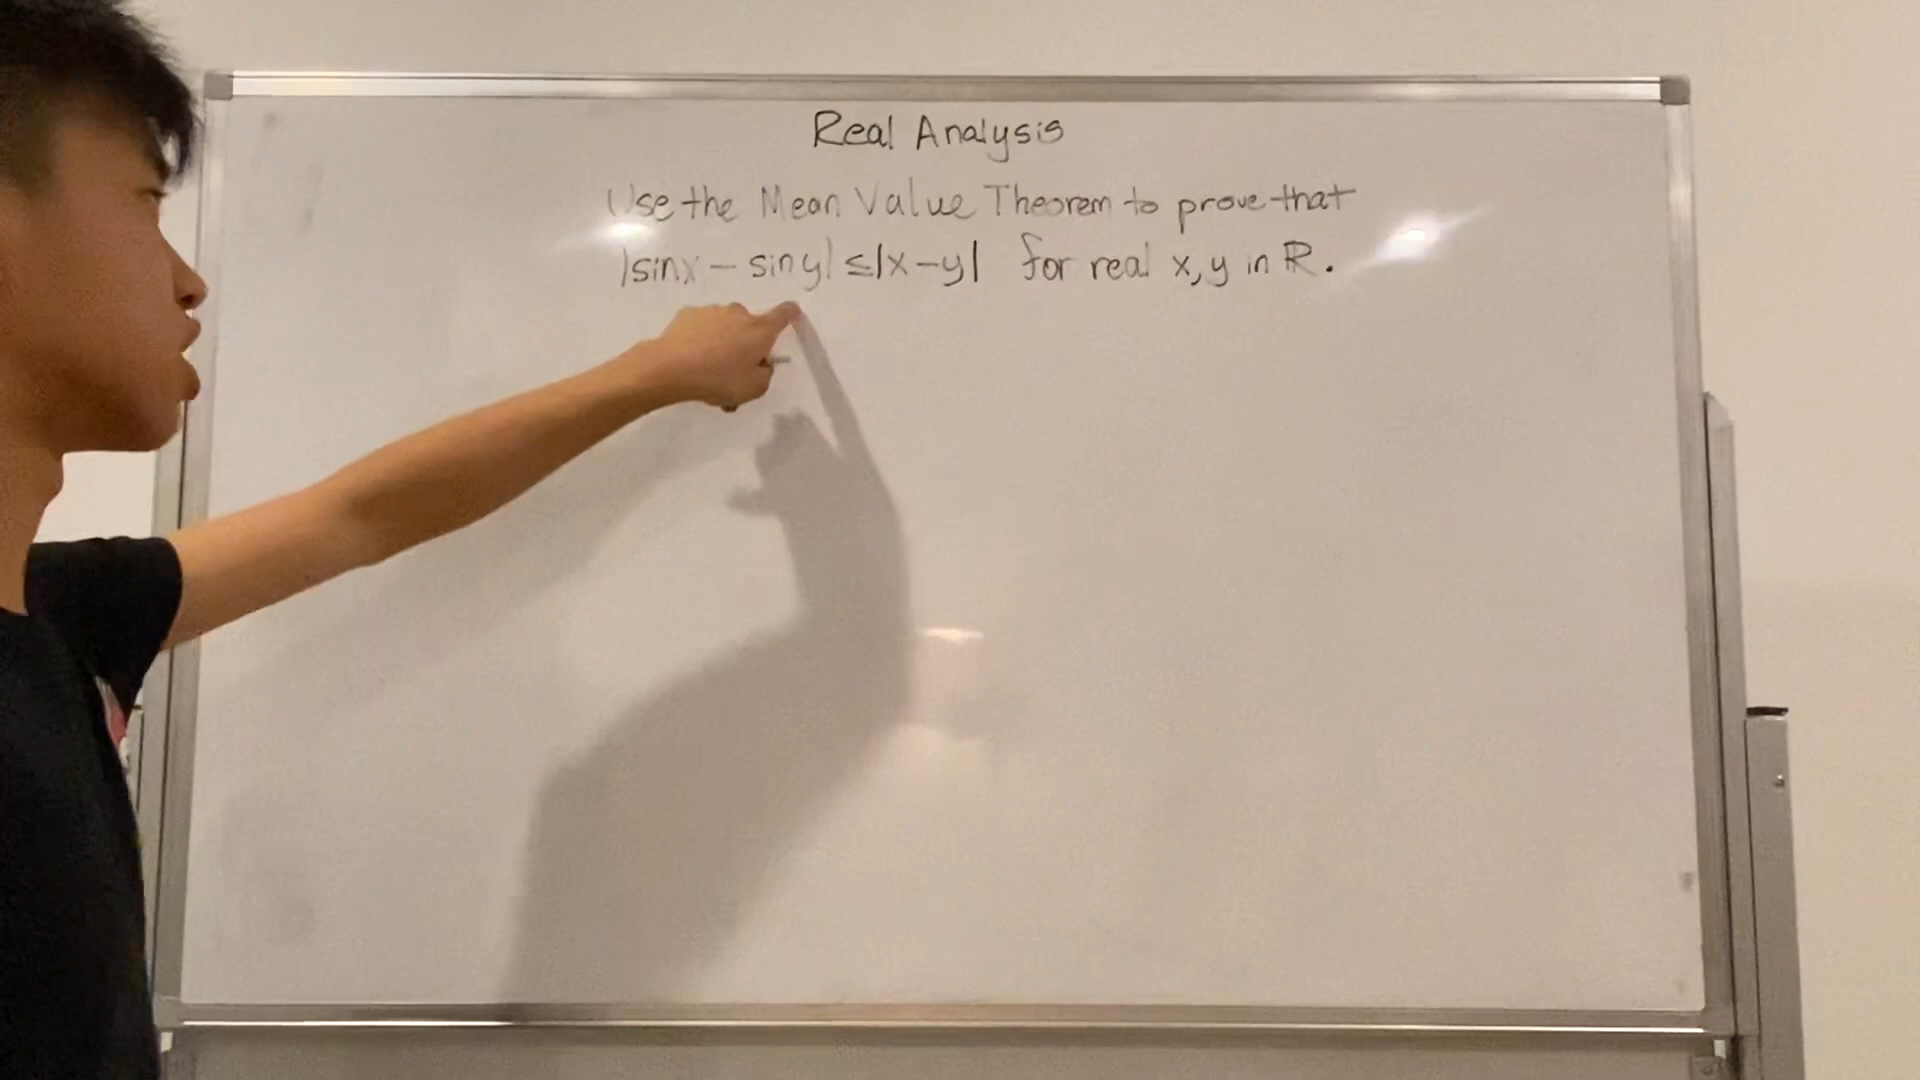 Real Analysis
Use the Mean Value Theorem to prove that
|sinx - siny| ≤ |x-y| for real x, y in ℝ.